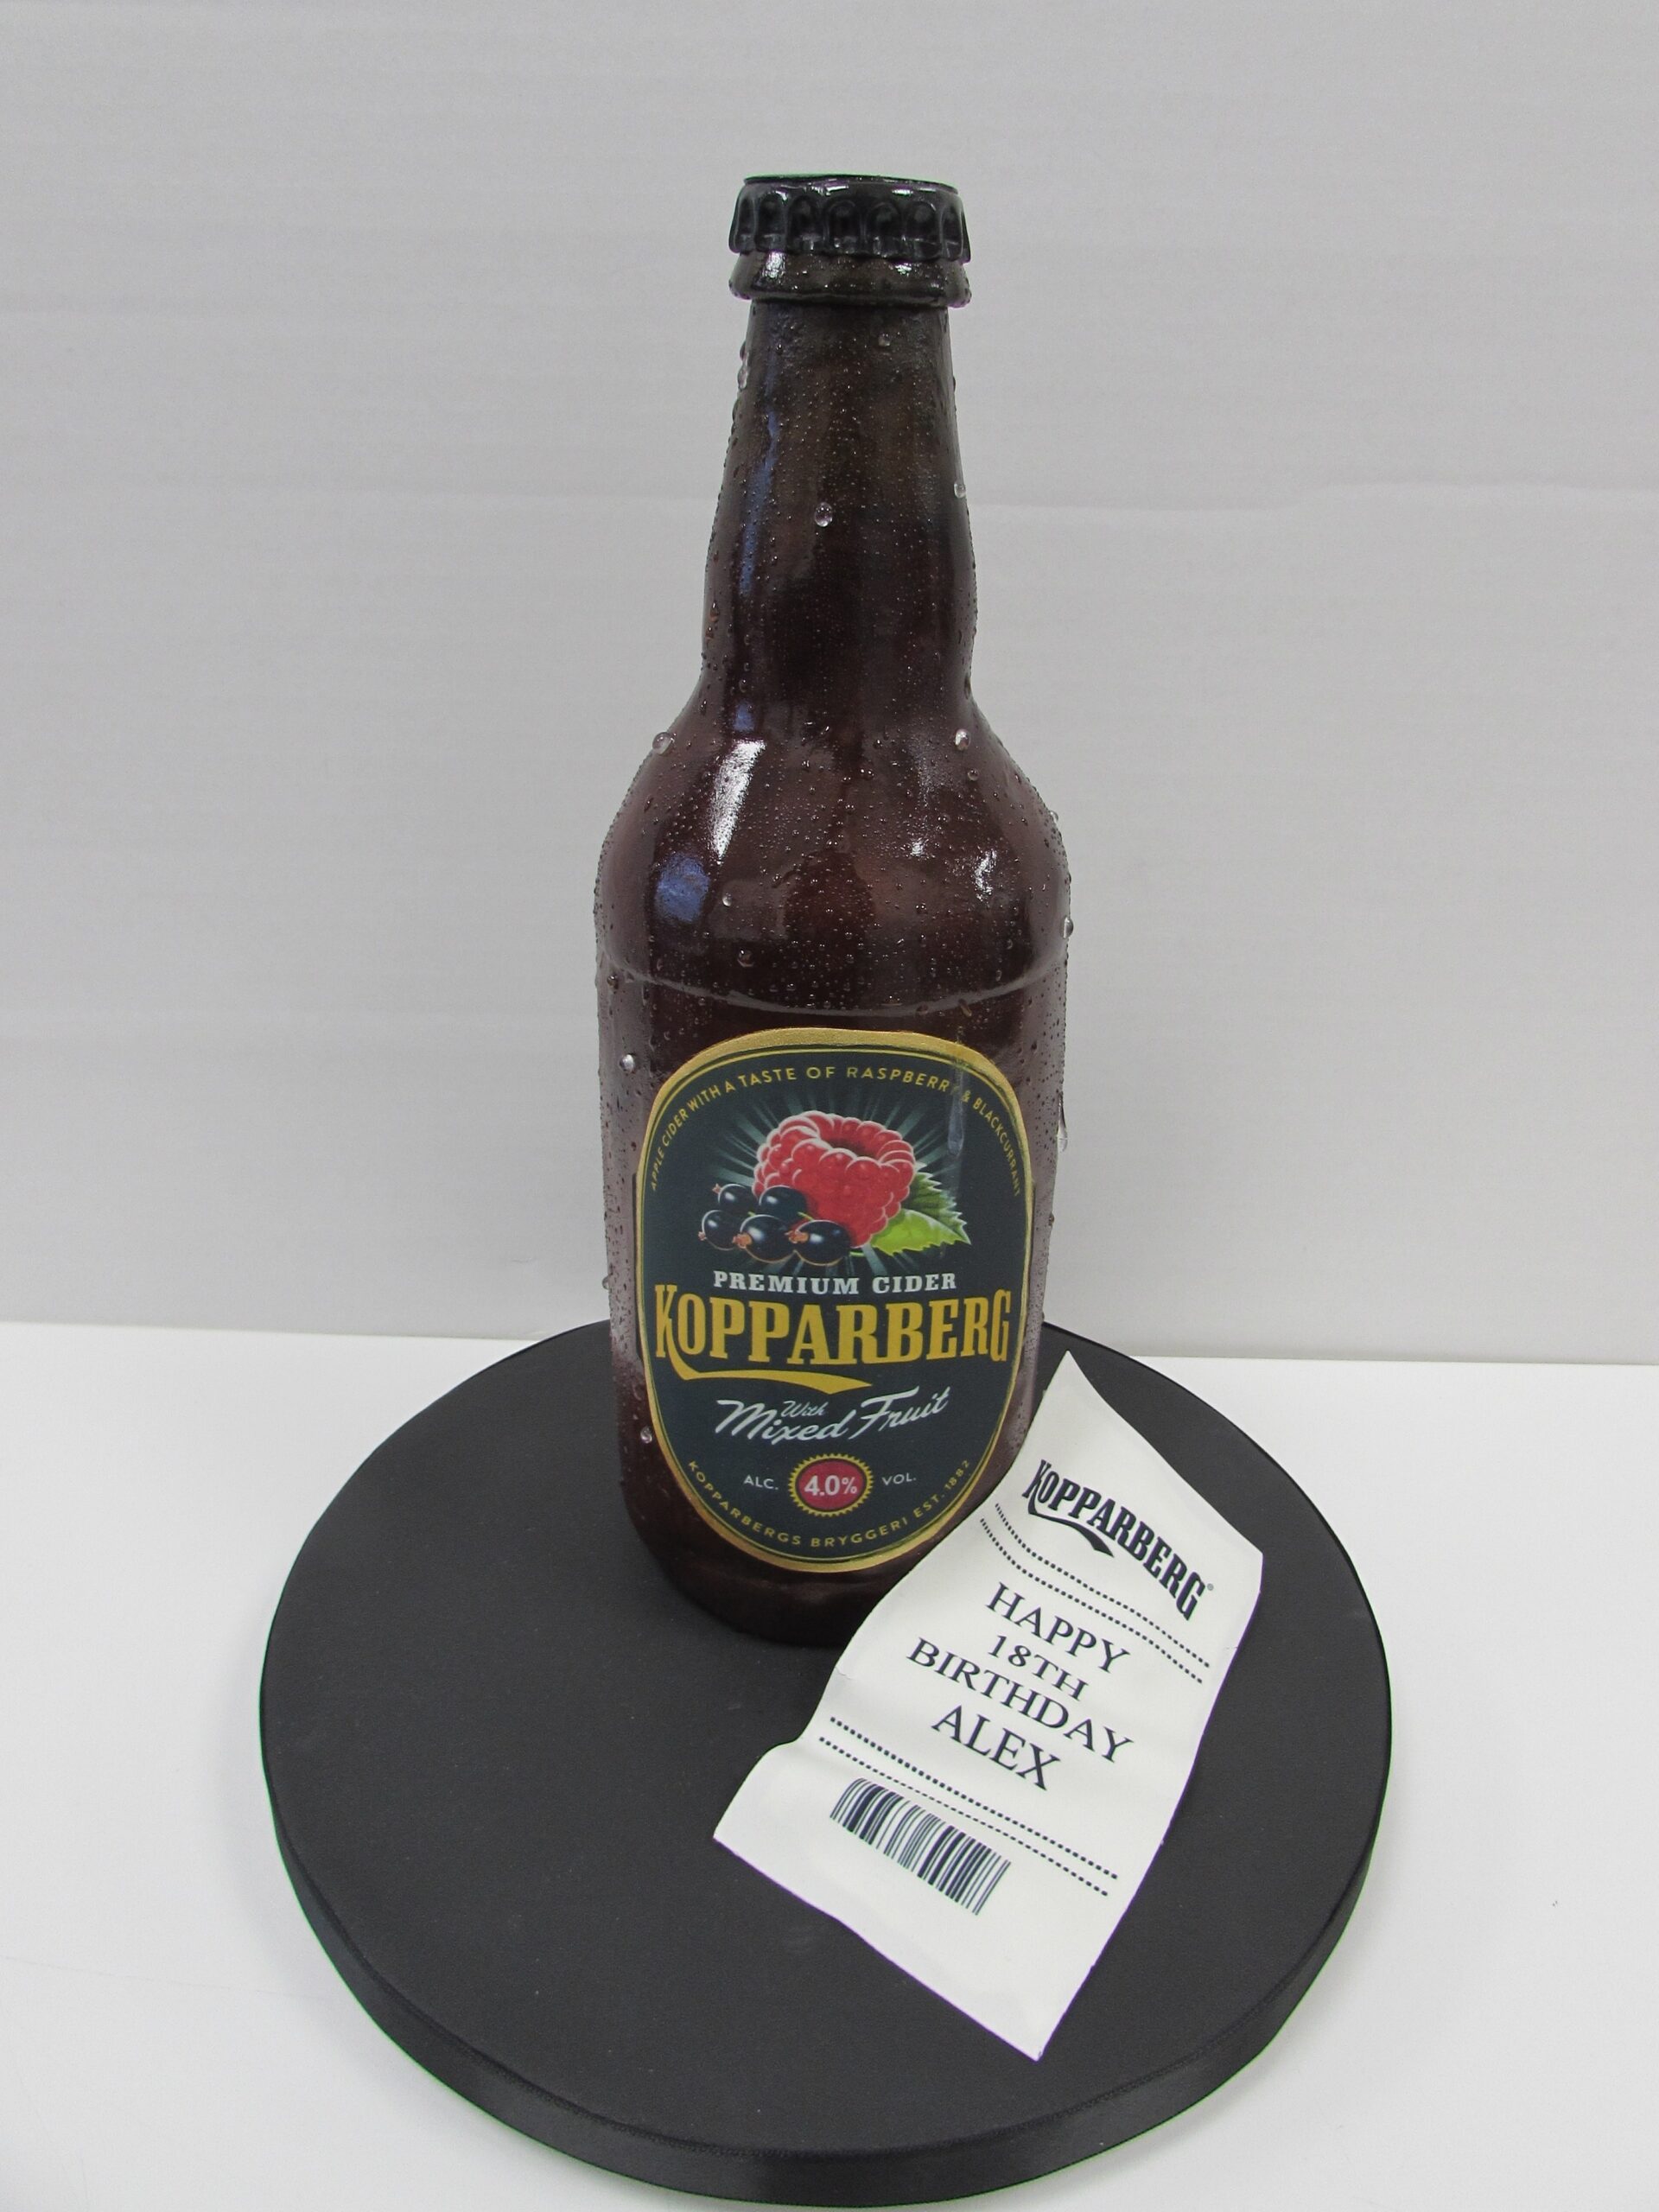 APPLE CIDER WITH A TASTE OF RASPBERRY & BLACKCURRANT
PREMIUM CIDER
KOPPARBERG
With
Mixed Fruit
ALC. 4.0% VOL.
KOPPARBERGS BRYGGERI EST. 1882
KOPPARBERG®
HAPPY
18TH
BIRTHDAY
ALEX